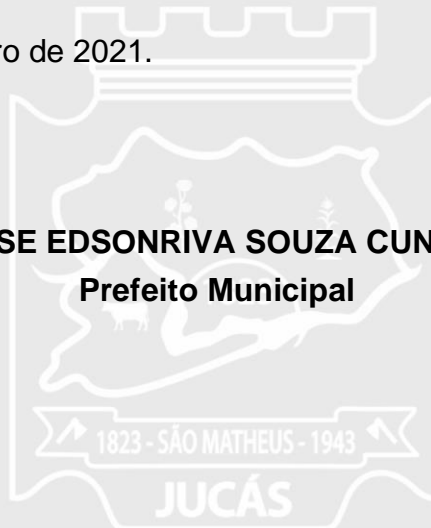 ro de 2021.
SE EDSONRIVA SOUZA CUN
Prefeito Municipal
1823 - SÃO MATHEUS - 1943
JUCÁS